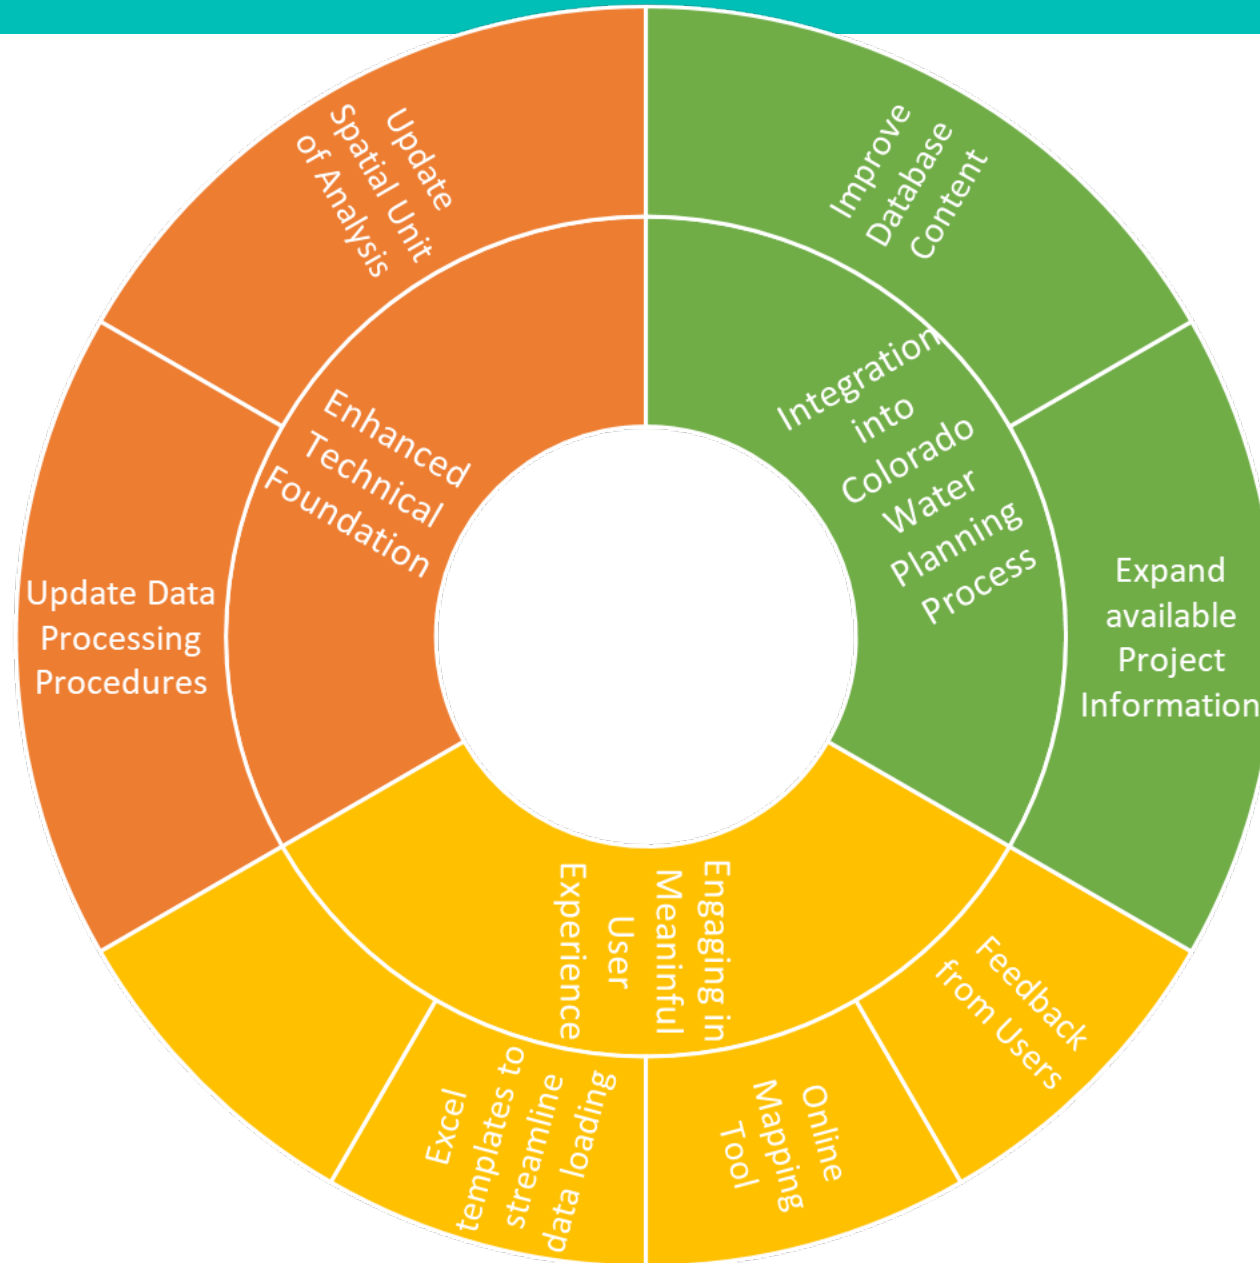 Update
Spatial Unit
of Analysis
Improve
Database
Content
Enhanced
Technical
Foundation
Integration
into
Colorado
Water
Planning
Process
Update Data
Processing
Procedures
Expand
available
Project
Information
Engaging in
Meaninful
User
Experience
Feedback
from Users
Online
Mapping
Tool
Excel
templates to
streamline
data loading